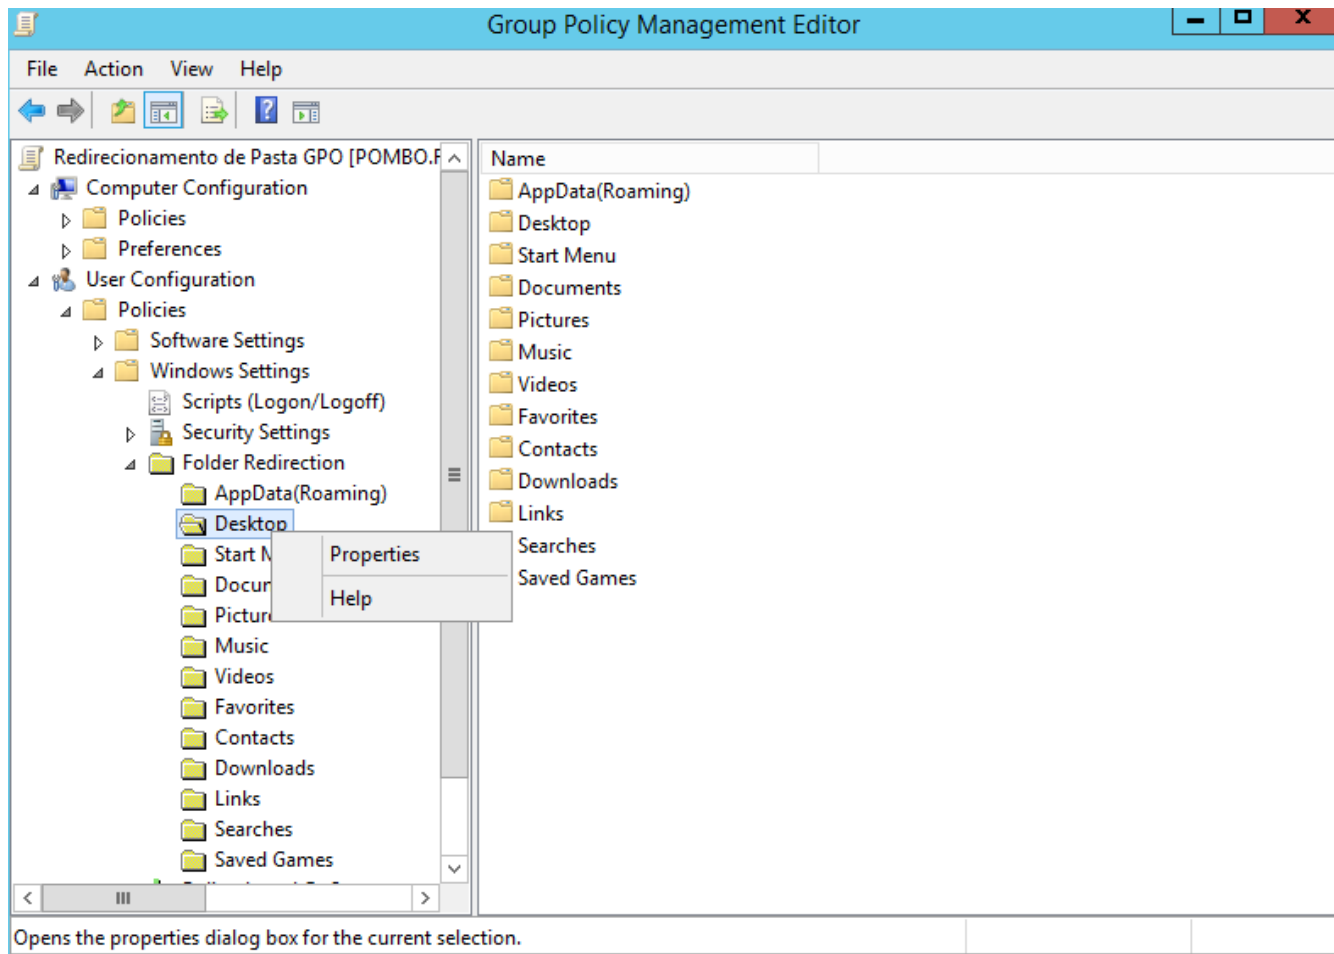 Group Policy Management Editor
File Action View Help
Redirecionamento de Pasta GPO [POMBO.F
Computer Configuration
Policies
Preferences
User Configuration
Policies
Software Settings
Windows Settings
Scripts (Logon/Logoff)
Security Settings
Folder Redirection
AppData(Roaming)
Desktop
Start M
Docur
Picture
Music
Videos
Favorites
Contacts
Downloads
Links
Searches
Saved Games
Properties
Help
Name
AppData(Roaming)
Desktop
Start Menu
Documents
Pictures
Music
Videos
Favorites
Contacts
Downloads
Links
Searches
Saved Games
Opens the properties dialog box for the current selection.